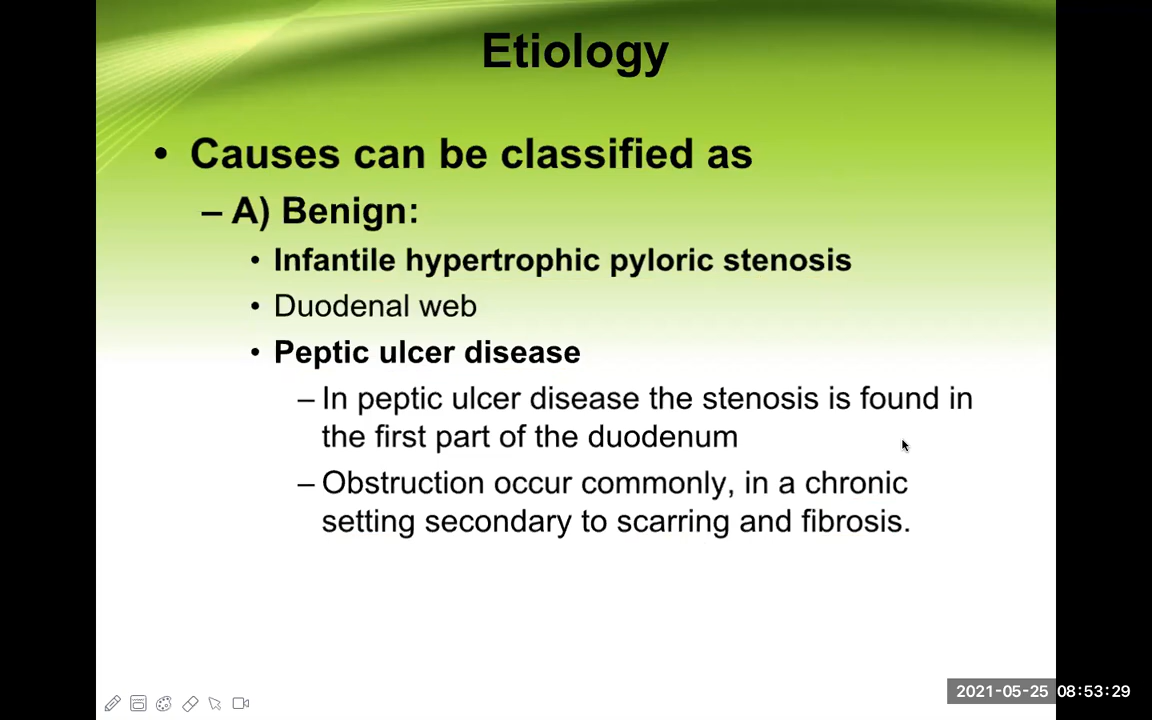 Etiology
• Causes can be classified as
– A) Benign:
• Infantile hypertrophic pyloric stenosis
• Duodenal web
• Peptic ulcer disease
– In peptic ulcer disease the stenosis is found in
the first part of the duodenum
– Obstruction occur commonly, in a chronic
setting secondary to scarring and fibrosis.
2021-05-25 08:53:29